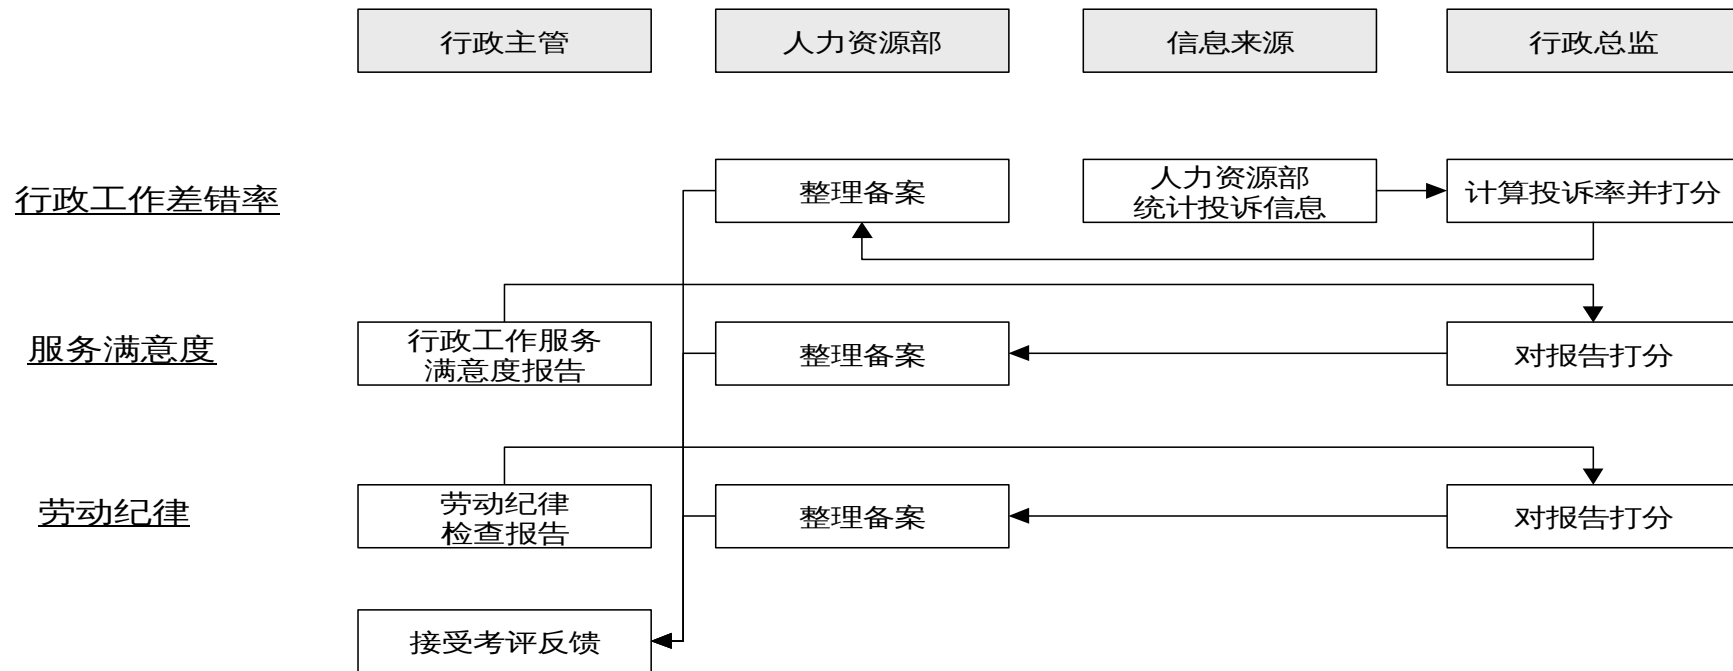 行政主管
人力资源部
信息来源
行政总监
行政工作差错率
整理备案
人力资源部
统计投诉信息
计算投诉率并打分
服务满意度
行政工作服务
满意度报告
整理备案
对报告打分
劳动纪律
劳动纪律
检查报告
整理备案
对报告打分
接受考评反馈